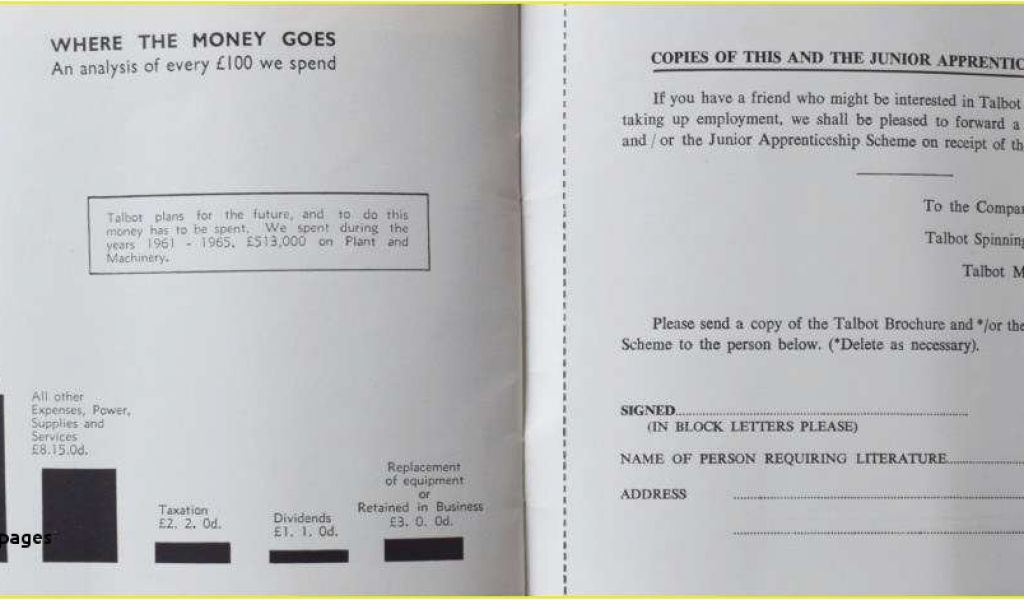 WHERE THE MONEY GOES
An analysis of every £100 we spend
Talbot plans for the future, and to do this
money has to be spent. We spent during the
years 1961 - 1965, £513,000 on Plant and
Machinery.
All other
Expenses, Power,
Supplies and
Services
£8.15.0d.
Taxation
£2. 2. 0d.
Dividends
£1. 1. 0d.
Replacement
of equipment
or
Retained in Business
£3. 0. 0d.
pages
COPIES OF THIS AND THE JUNIOR
If you have a friend who might be interested in Talbot
taking up employment, we shall be pleased to forward a
and / or the Junior Apprenticeship Scheme on receipt of
To the
Talbot Spinning
Talbot
Please send a copy of the Talbot Brochure and */or the
Scheme to the person below. (*Delete as necessary).
SIGNED
(IN BLOCK LETTERS PLEASE)
NAME OF PERSON REQUIRING LITERATURE
ADDRESS